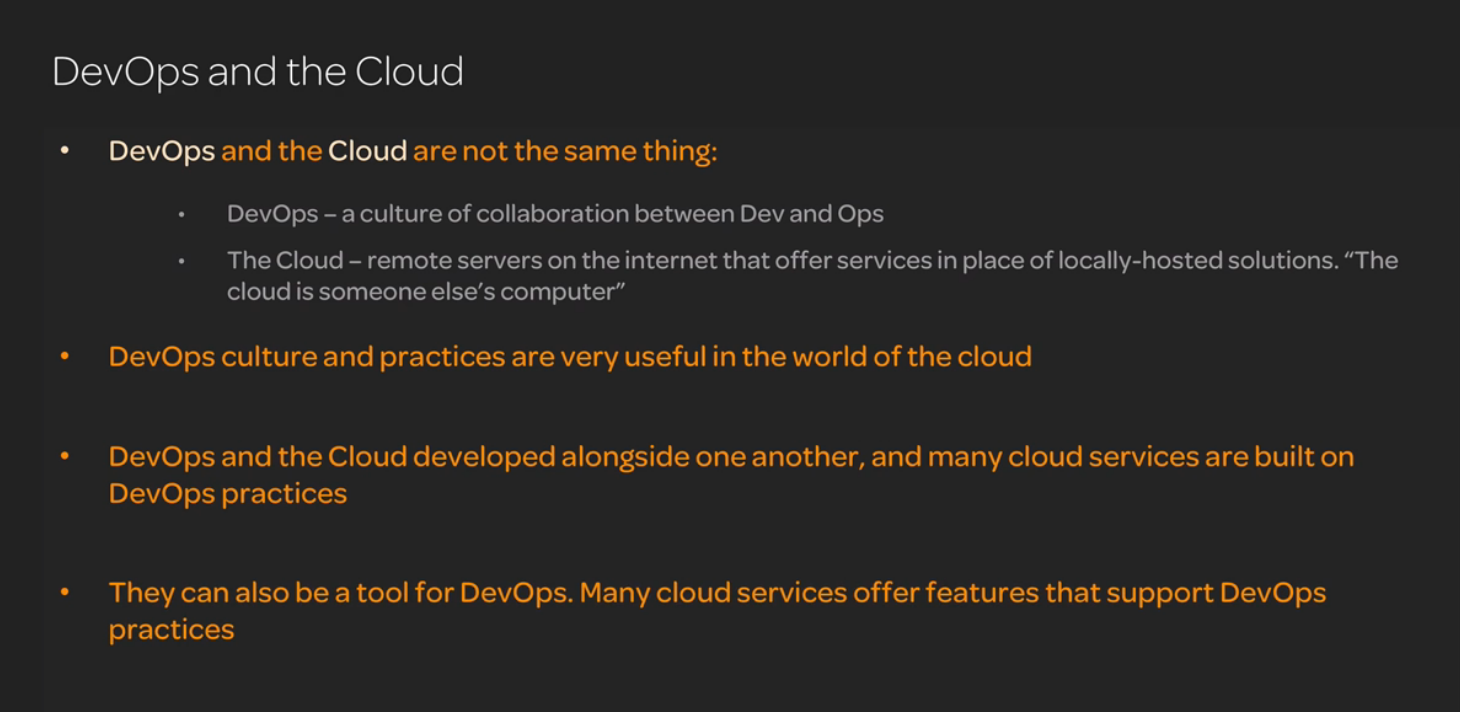 DevOps and the Cloud
• DevOps and the Cloud are not the same thing:
• DevOps – a culture of collaboration between Dev and Ops
• The Cloud – remote servers on the internet that offer services in place of locally-hosted solutions. “The
cloud is someone else’s computer”
• DevOps culture and practices are very useful in the world of the cloud
• DevOps and the Cloud developed alongside one another, and many cloud services are built on
DevOps practices
• They can also be a tool for DevOps. Many cloud services offer features that support DevOps
practices